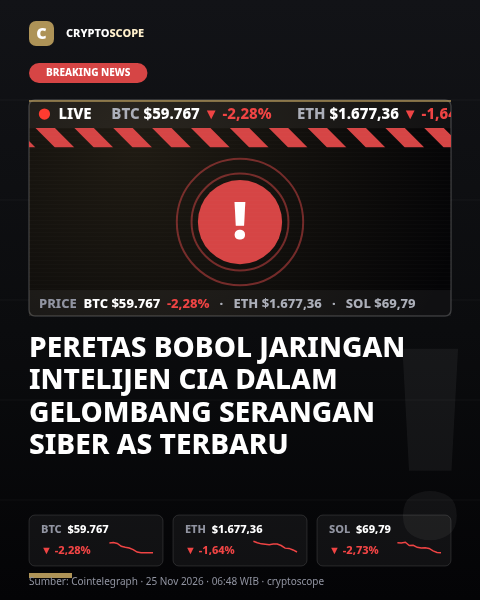 C CRYPTOSCOPE
BREAKING NEWS
LIVE BTC $59.767 ▼ -2,28% ETH $1.677,36 ▼ -1,64
!
PRICE BTC $59.767 -2,28% · ETH $1.677,36 · SOL $69,79
PERETAS BOBOL JARINGAN
INTELIJEN CIA DALAM
GELOMBANG SERANGAN
SIBER AS TERBARU
!
BTC $59.767
▼ -2,28%
ETH $1.677,36
▼ -1,64%
SOL $69,79
▼ -2,73%
Sumber: Cointelegraph · 25 Nov 2026 · 06:48 WIB · cryptoscope